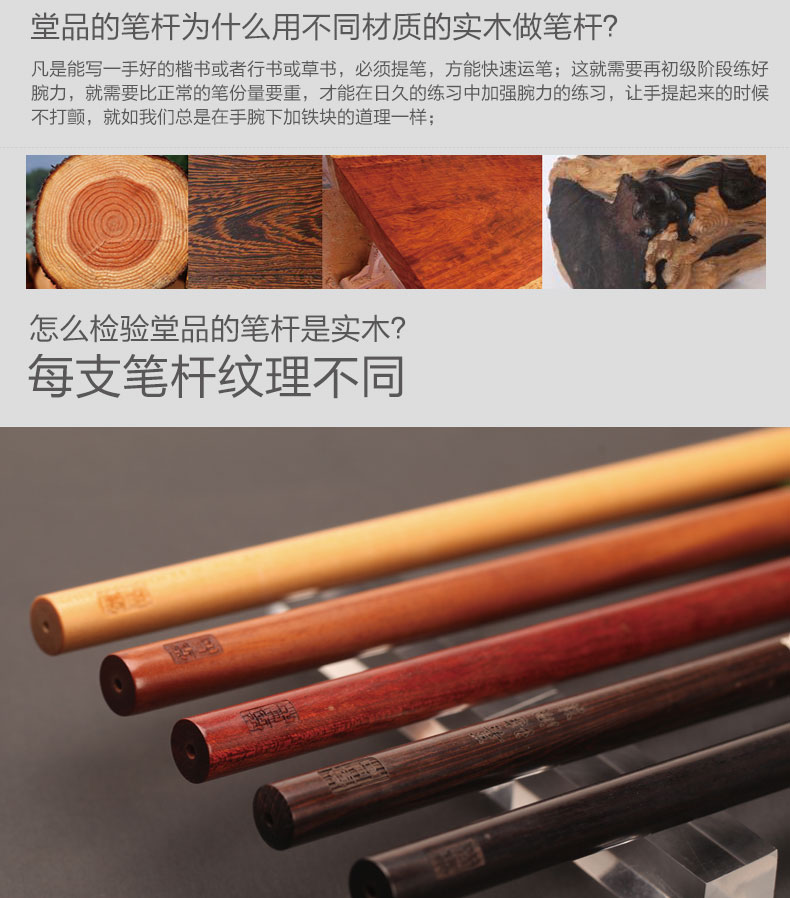 堂品的笔杆为什么用不同材质的实木做笔杆？
凡是能写一手好的楷书或者行书或草书，必须提笔，方能快速运笔；这就需要再初级阶段练好
腕力，就需要比正常的笔份量要重，才能在日久的练习中加强腕力的练习，让手提起来的时候
不打颤，就如我们总是在手腕下加铁块的道理一样；
怎么检验堂品的笔杆是实木？
每支笔杆纹理不同